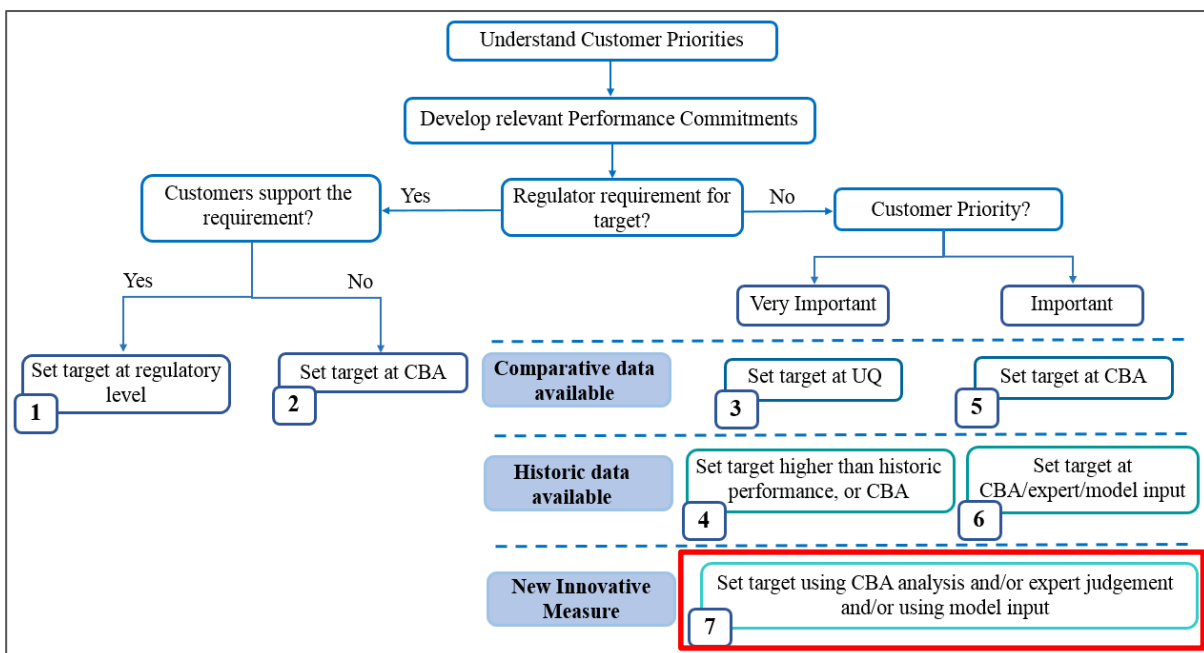 Understand Customer Priorities
Develop relevant Performance Commitments
Customers support the
requirement?
Yes
Regulator requirement for
target?
No
Customer Priority?
Yes
No
Very Important
Important
Set target at regulatory
level
1
Set target at CBA
2
Comparative data
available
Set target at UQ
3
Set target at CBA
5
Historic data
available
Set target higher than historic
performance, or CBA
4
Set target at
CBA/expert/model input
6
New Innovative
Measure
Set target using CBA analysis and/or expert judgement
and/or using model input
7